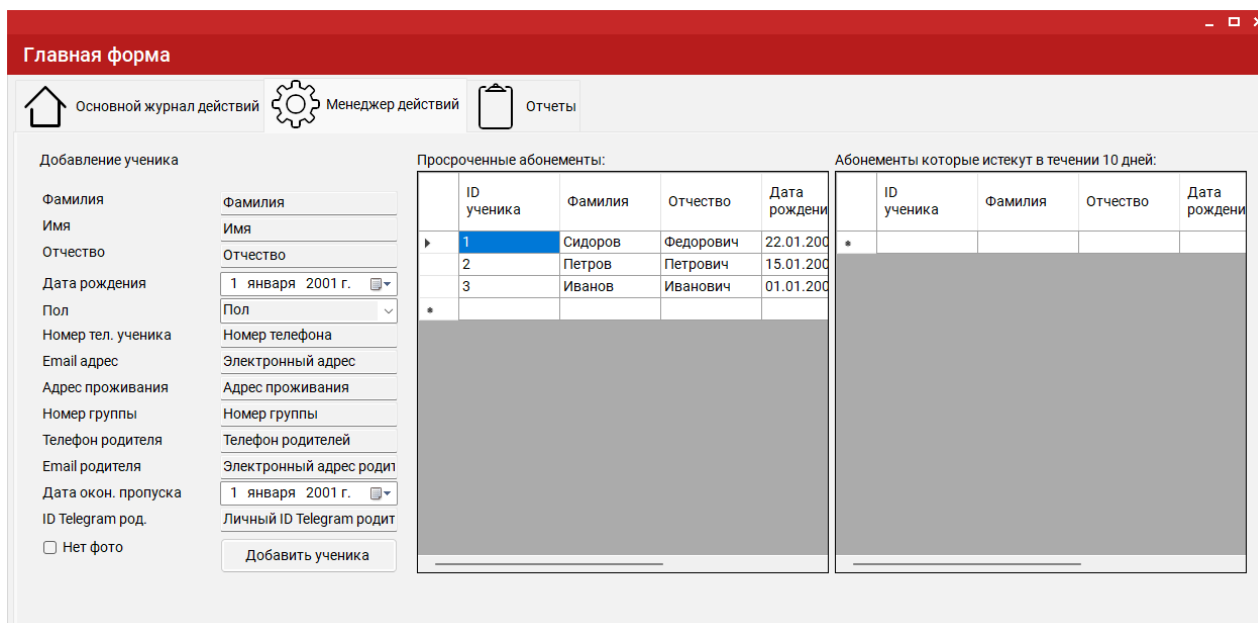 Главная форма
Основной журнал действий Менеджер действий Отчеты
Добавление ученика
Фамилия Фамилия
Имя Имя
Отчество Отчество
Дата рождения 1 января 2001 г.
Пол Пол
Номер тел. ученика Номер телефона
Email адрес Электронный адрес
Адрес проживания Адрес проживания
Номер группы Номер группы
Телефон родителя Телефон родителей
Email родителя Электронный адрес родит
Дата окон. пропуска 1 января 2001 г.
ID Telegram род. Личный ID Telegram родит
Нет фото Добавить ученика
Просроченные абонементы:
ID ученика Фамилия Отчество Дата рождени
1 Сидоров Федорович 22.01.200
2 Петров Петрович 15.01.200
3 Иванов Иванович 01.01.200
Абонементы которые истекут в течении 10 дней:
ID ученика Фамилия Отчество Дата рождени